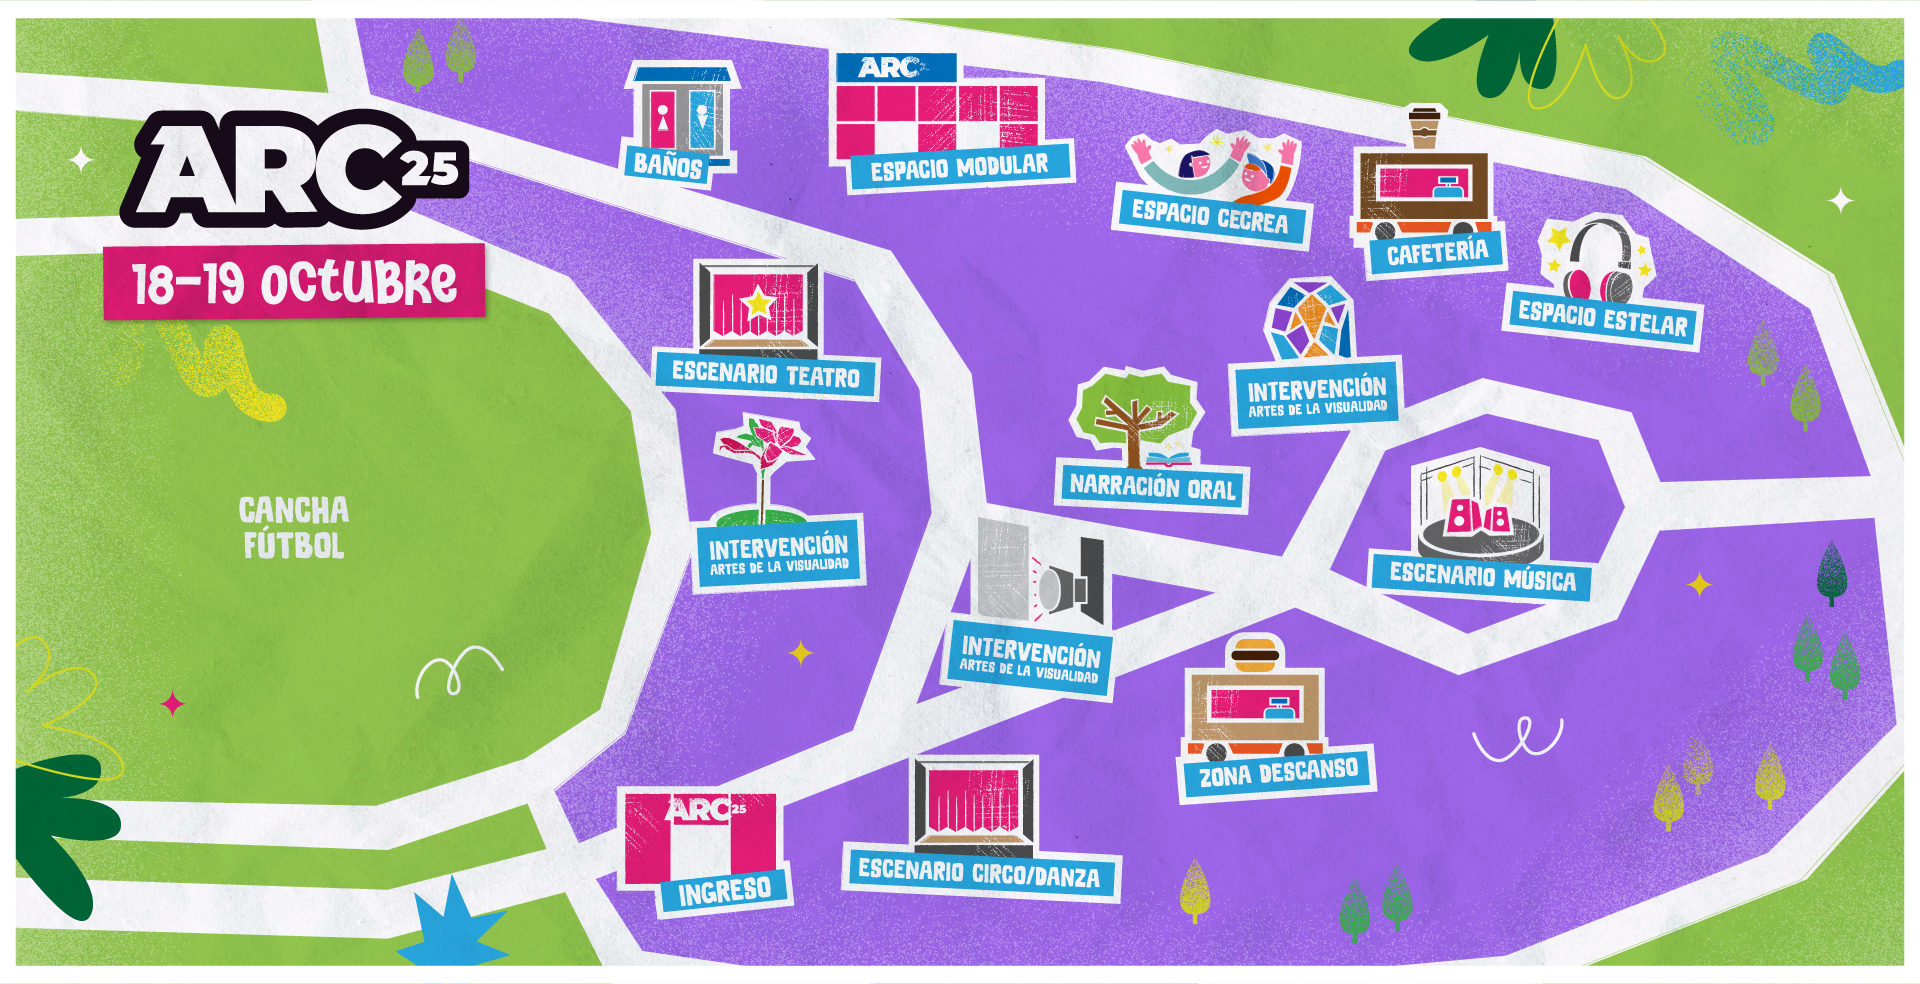 ARC 25
18-19 OCTUBRE
BAÑOS
ARC
ESPACIO MODULAR
ESPACIO CECREA
CAFETERÍA
ESPACIO ESTELAR
ESCENARIO TEATRO
INTERVENCIÓN
ARTES DE LA VISUALIDAD
NARRACIÓN ORAL
CANCHA
FÚTBOL
INTERVENCIÓN
ARTES DE LA VISUALIDAD
ESCENARIO MÚSICA
INTERVENCIÓN
ARTES DE LA VISUALIDAD
ZONA DESCANSO
ARC 25
INGRESO
ESCENARIO CIRCO/DANZA